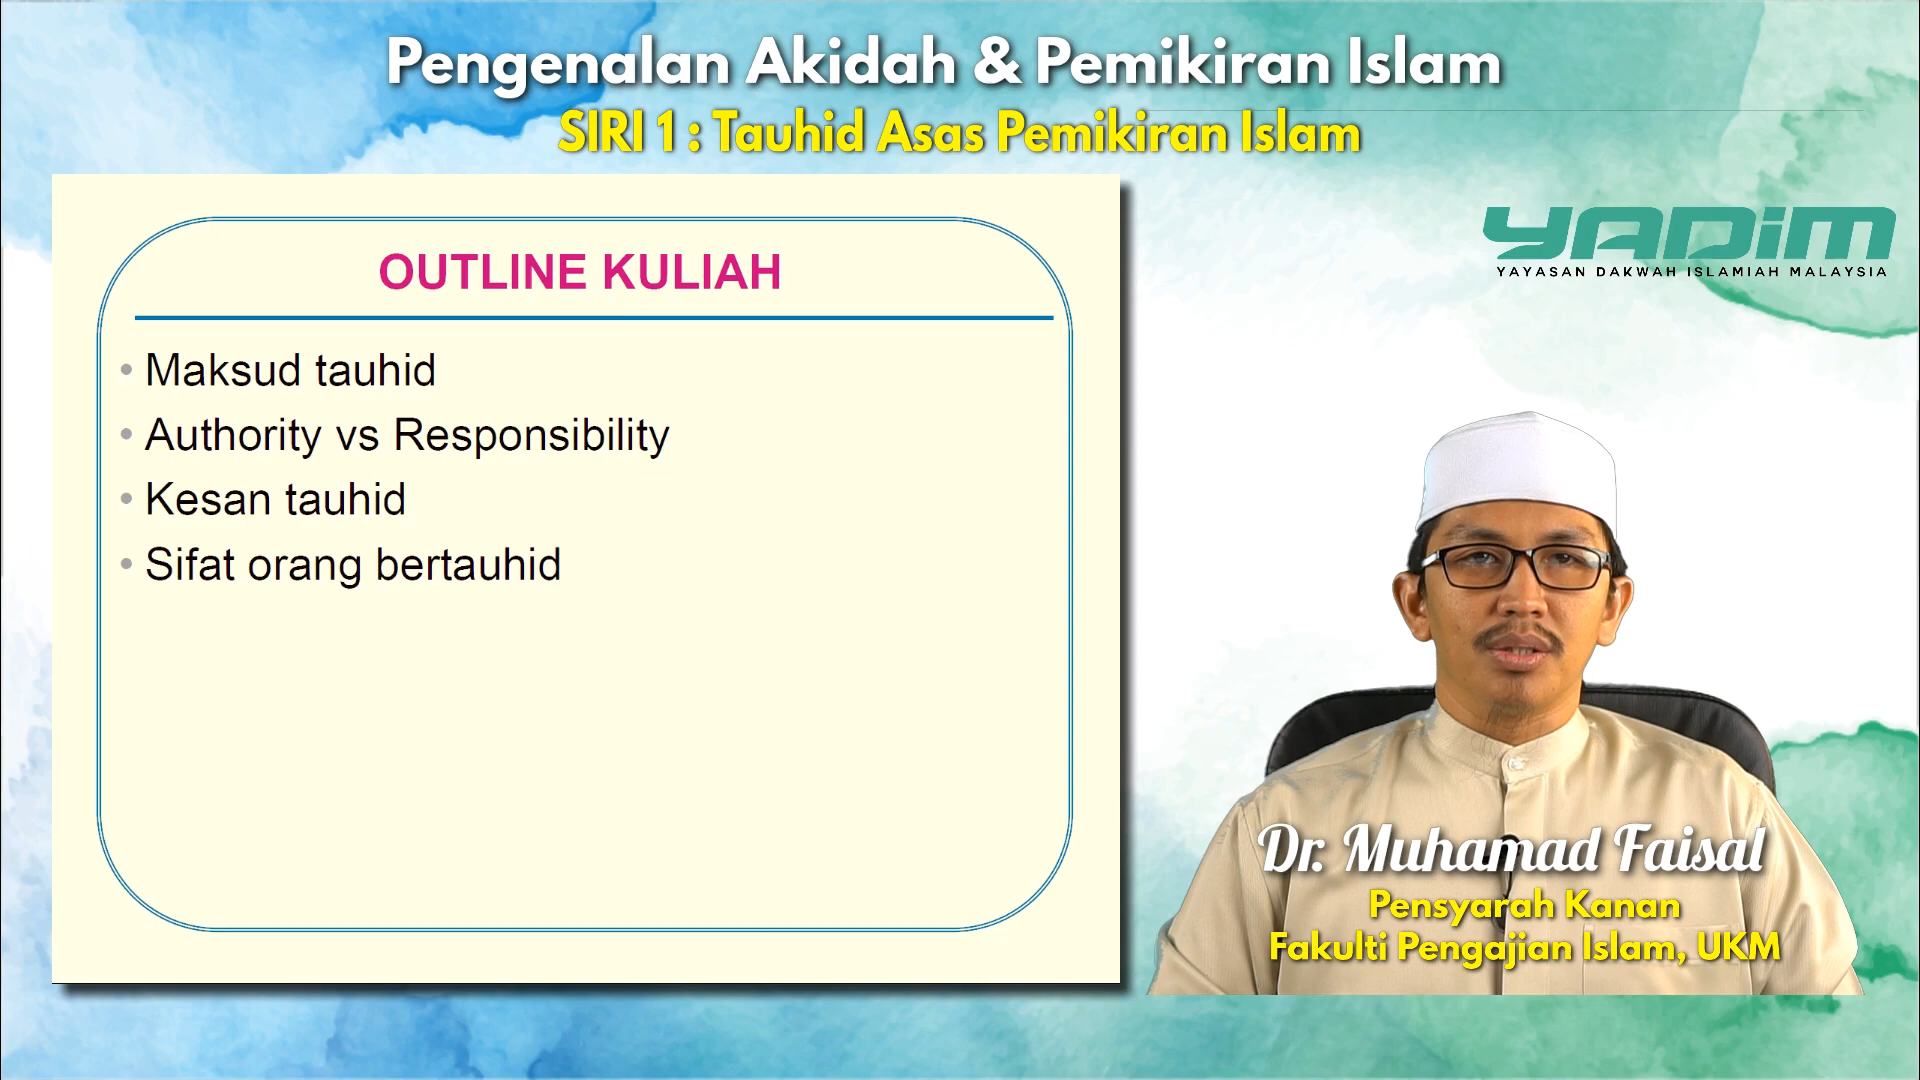 Pengenalan Akidah & Pemikiran Islam
SIRI 1 : Tauhid Asas Pemikiran Islam
OUTLINE KULIAH
• Maksud tauhid
• Authority vs Responsibility
• Kesan tauhid
• Sifat orang bertauhid
YADiM
YAYASAN DAKWAH ISLAMIAH MALAYSIA
Dr. Muhamad Faisal
Pensyarah Kanan
Fakulti Pengajian Islam, UKM